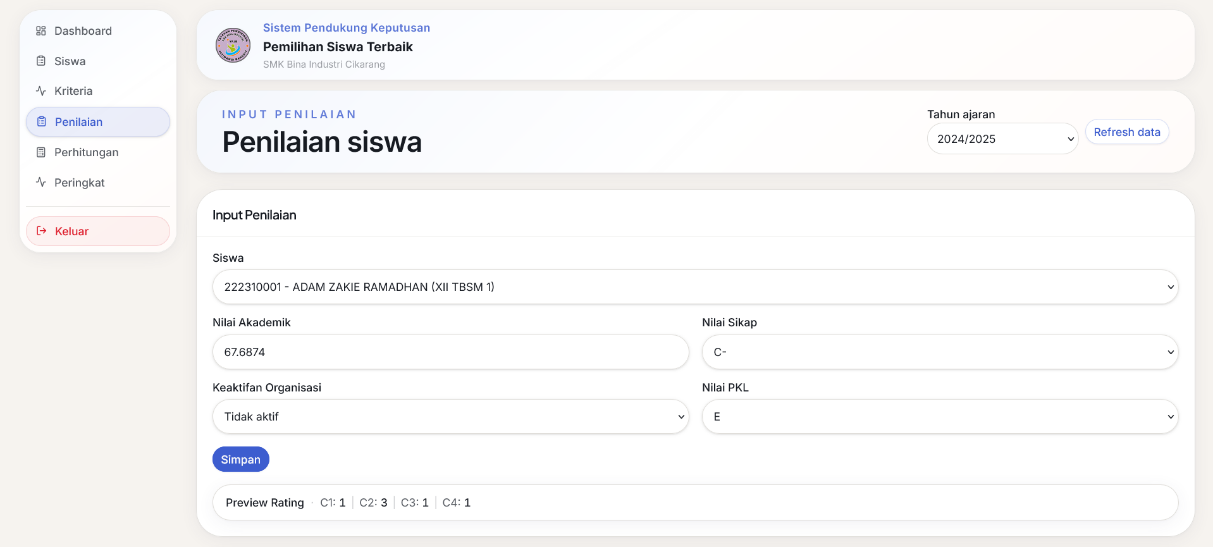 Dashboard
Siswa
Kriteria
Penilaian
Perhitungan
Peringkat
Keluar
Sistem Pendukung Keputusan
Pemilihan Siswa Terbaik
SMK Bina Industri Cikarang
INPUT PENILAIAN
Penilaian siswa
Tahun ajaran
2024/2025
Refresh data
Input Penilaian
Siswa
222310001 - ADAM ZAKIE RAMADHAN (XII TBSM 1)
Nilai Akademik
67.6874
Nilai Sikap
C-
Keaktifan Organisasi
Tidak aktif
Nilai PKL
E
Simpan
Preview Rating · C1: 1 | C2: 3 | C3: 1 | C4: 1